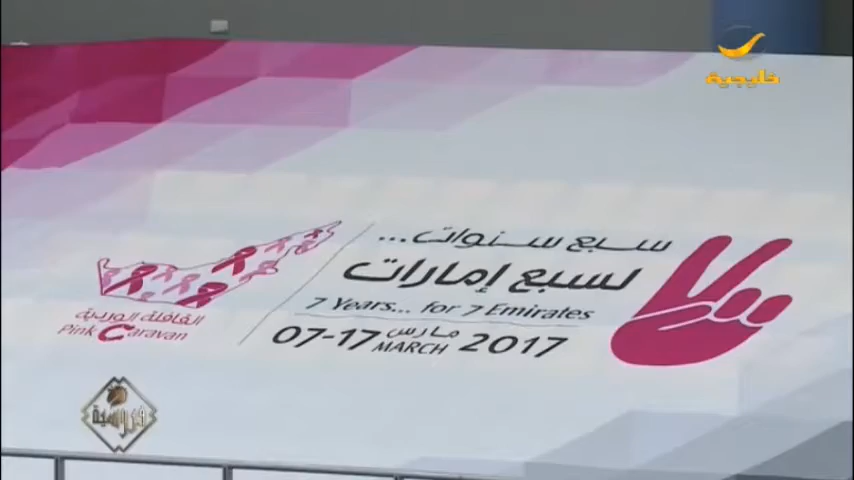 خليجية
سبع سنوات...
لسبع إمارات
7 Years... for 7 Emirates
07-17 مارس MARCH 2017
القافلة الوردية
Pink Caravan
فروسية